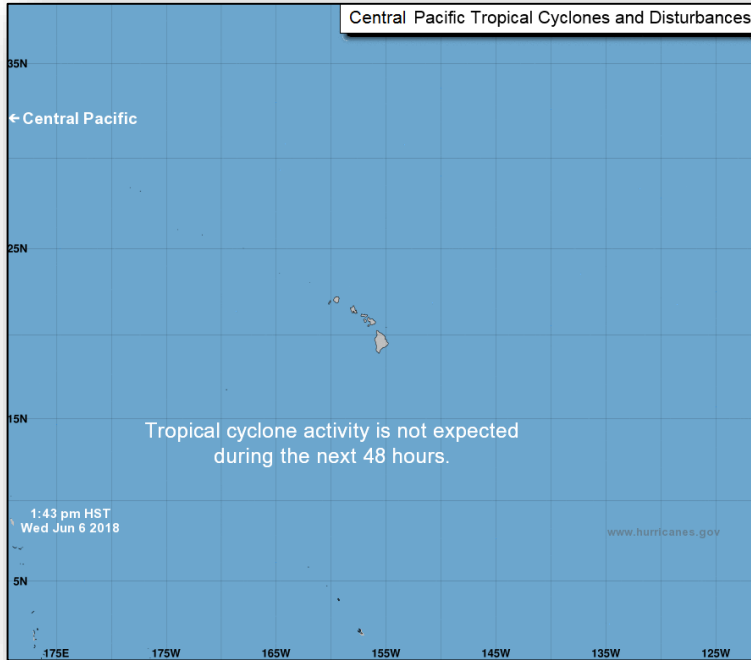 Central Pacific Tropical Cyclones and Disturbances
35N
← Central Pacific
25N
15N
Tropical cyclone activity is not expected
during the next 48 hours.
1:43 pm HST
Wed Jun 6 2018
www.hurricanes.gov
5N
175E 175W 165W 155W 145W 135W 125W